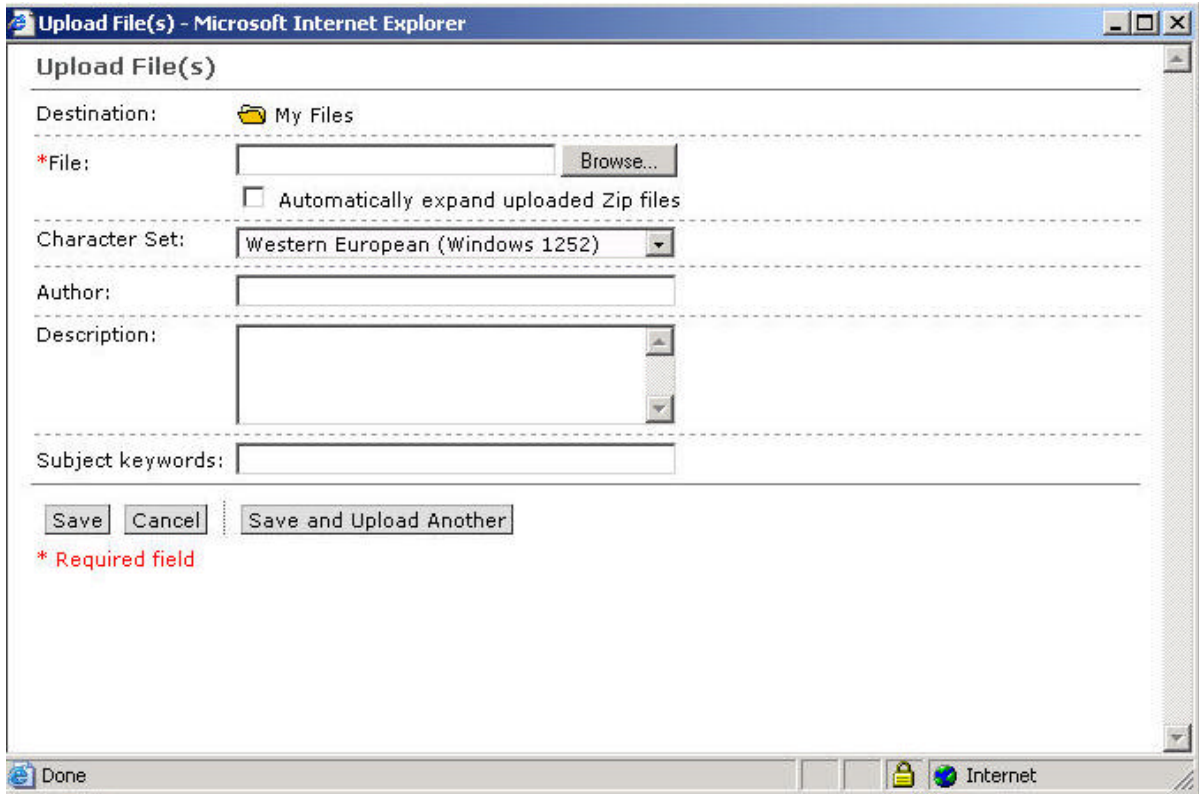 Upload File(s) - Microsoft Internet Explorer
Upload File(s)
Destination: My Files
*File: Browse...
Automatically expand uploaded Zip files
Character Set: Western European (Windows 1252)
Author:
Description:
Subject keywords:
Save Cancel Save and Upload Another
* Required field
Done Internet